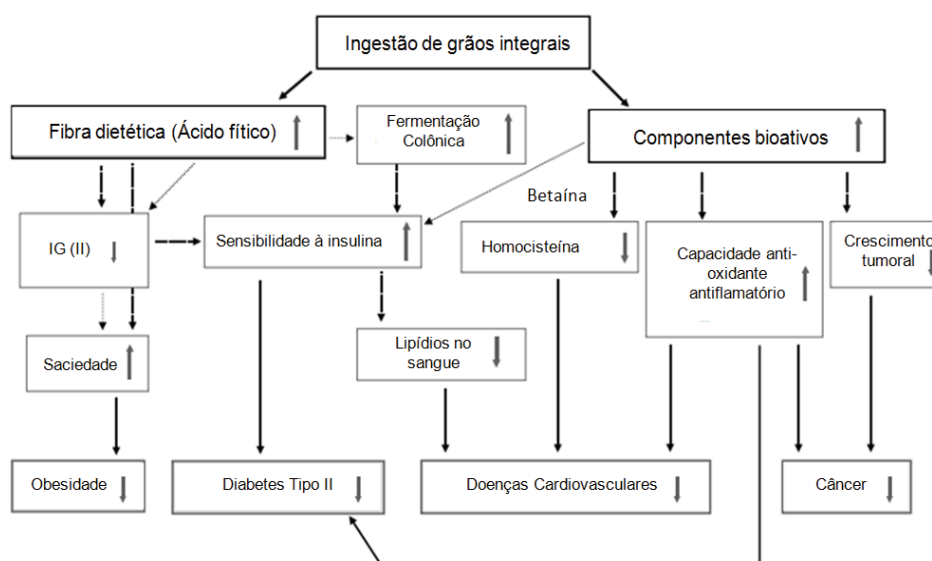 Ingestão de grãos integrais
Fibra dietética (Ácido fítico)
Fermentação
Colônica
Componentes bioativos
Betaína
IG (II)
Sensibilidade à insulina
Homocisteína
Capacidade anti-
oxidante
antiflamatório
Crescimento
tumoral
Saciedade
Lipídios no
sangue
Obesidade
Diabetes Tipo II
Doenças Cardiovasculares
Câncer